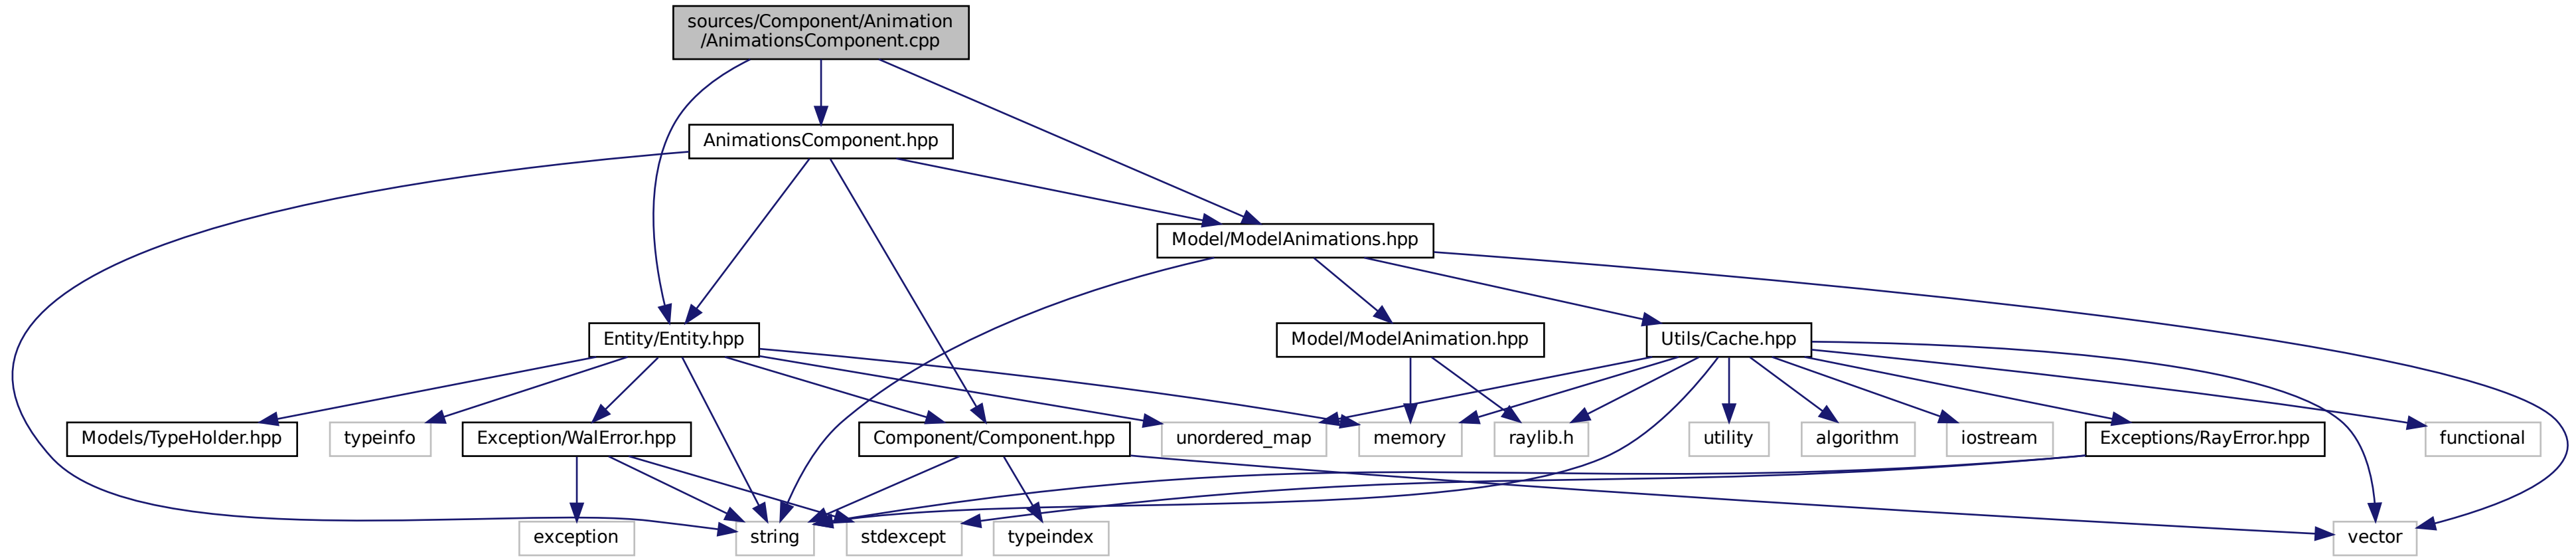 sources/Component/Animation
/AnimationsComponent.cpp
AnimationsComponent.hpp
Model/ModelAnimations.hpp
Entity/Entity.hpp
Model/ModelAnimation.hpp
Utils/Cache.hpp
Models/TypeHolder.hpp
typeinfo
Exception/WalError.hpp
Component/Component.hpp
unordered_map
memory
raylib.h
utility
algorithm
iostream
Exceptions/RayError.hpp
functional
exception
string
stdexcept
typeindex
vector